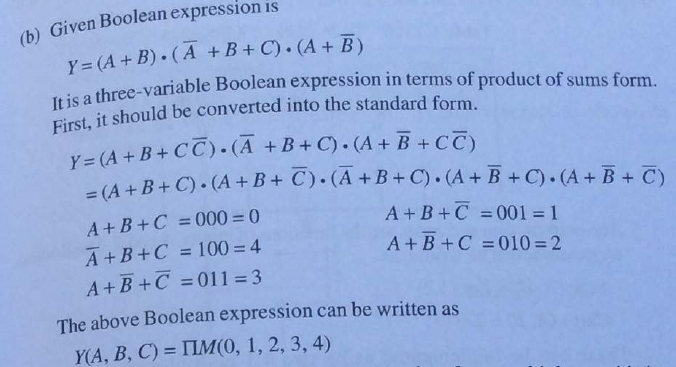 (b) Given Boolean expression is
Y = (A + B) · (A̅ + B + C) · (A + B̅)
It is a three-variable Boolean expression in terms of product of sums form.
First, it should be converted into the standard form.
Y = (A + B + CC̅) · (A̅ + B + C) · (A + B̅ + CC̅)
= (A + B + C) · (A + B + C̅) · (A̅ + B + C) · (A + B̅ + C) · (A + B̅ + C̅)
A + B + C = 000 = 0 A + B + C̅ = 001 = 1
A̅ + B + C = 100 = 4 A + B̅ + C = 010 = 2
A + B̅ + C̅ = 011 = 3
The above Boolean expression can be written as
Y(A, B, C) = ΠM(0, 1, 2, 3, 4)